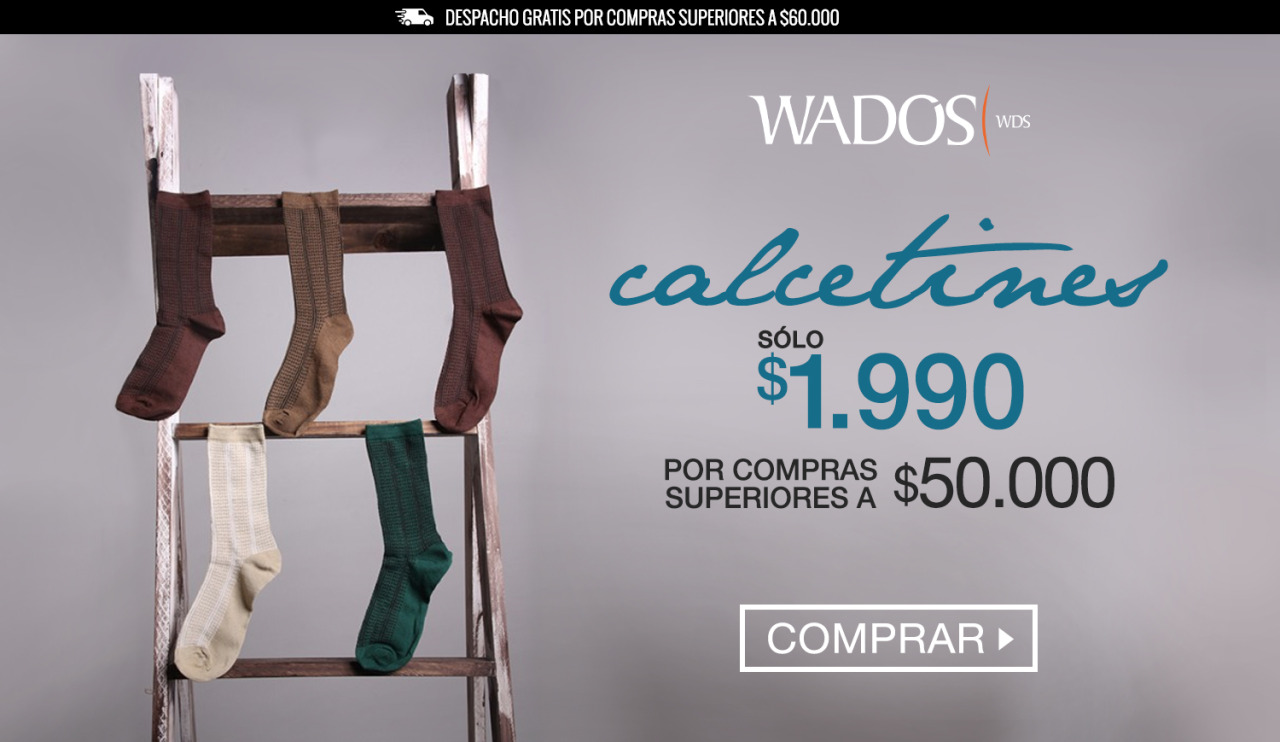 DESPACHO GRATIS POR COMPRAS SUPERIORES A $60.000
WADOS WDS
calcetines
SÓLO
$1.990
POR COMPRAS
SUPERIORES A $50.000
COMPRAR